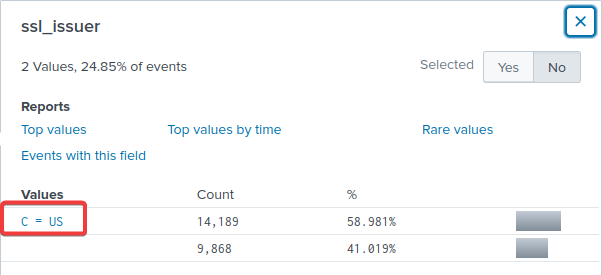 ssl_issuer
2 Values, 24.85% of events
Selected Yes No
Reports
Top values Top values by time Rare values
Events with this field
Values Count %
C = US 14,189 58.981%
9,868 41.019%